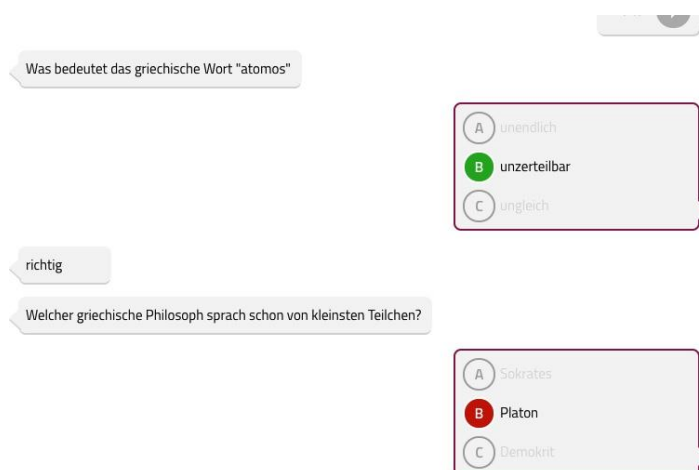 Was bedeutet das griechische Wort "atomos"
A unendlich
B unzerteilbar
C ungleich
richtig
Welcher griechische Philosoph sprach schon von kleinsten Teilchen?
A Sokrates
B Platon
C Demokrit